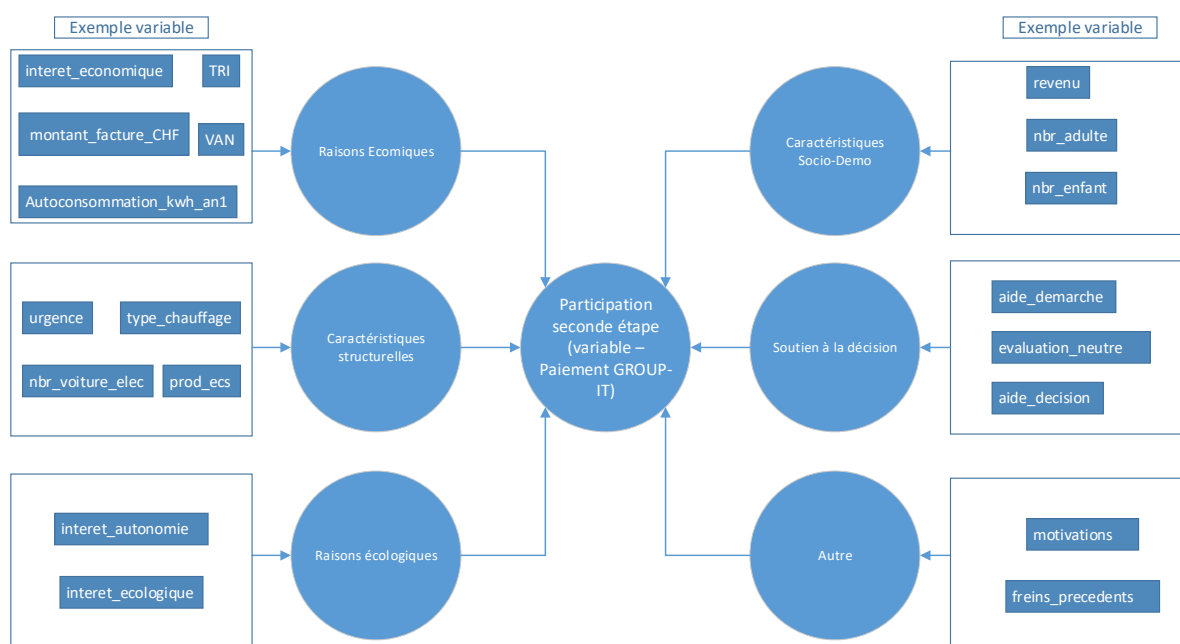 Exemple variable
interet_economique
TRI
montant_facture_CHF
VAN
Autoconsommation_kwh_an1
Raisons Ecomiques
urgence
type_chauffage
nbr_voiture_elec
prod_ecs
Caractéristiques
structurelles
interet_autonomie
interet_ecologique
Raisons écologiques
Participation
seconde étape
(variable –
Paiement GROUP-
IT)
Exemple variable
revenu
nbr_adulte
nbr_enfant
Caractéristiques
Socio-Demo
aide_demarche
evaluation_neutre
aide_decision
Soutien à la décision
motivations
freins_precedents
Autre